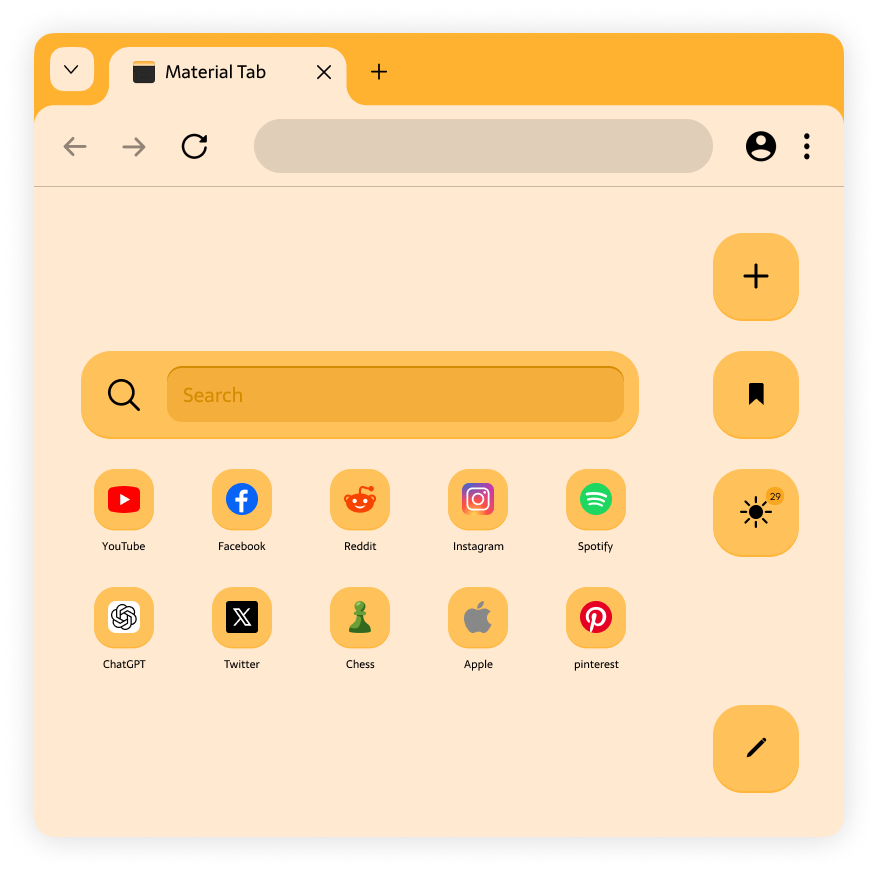 Material Tab
Search
29
YouTube
Facebook
Reddit
Instagram
Spotify
ChatGPT
Twitter
Chess
Apple
pinterest